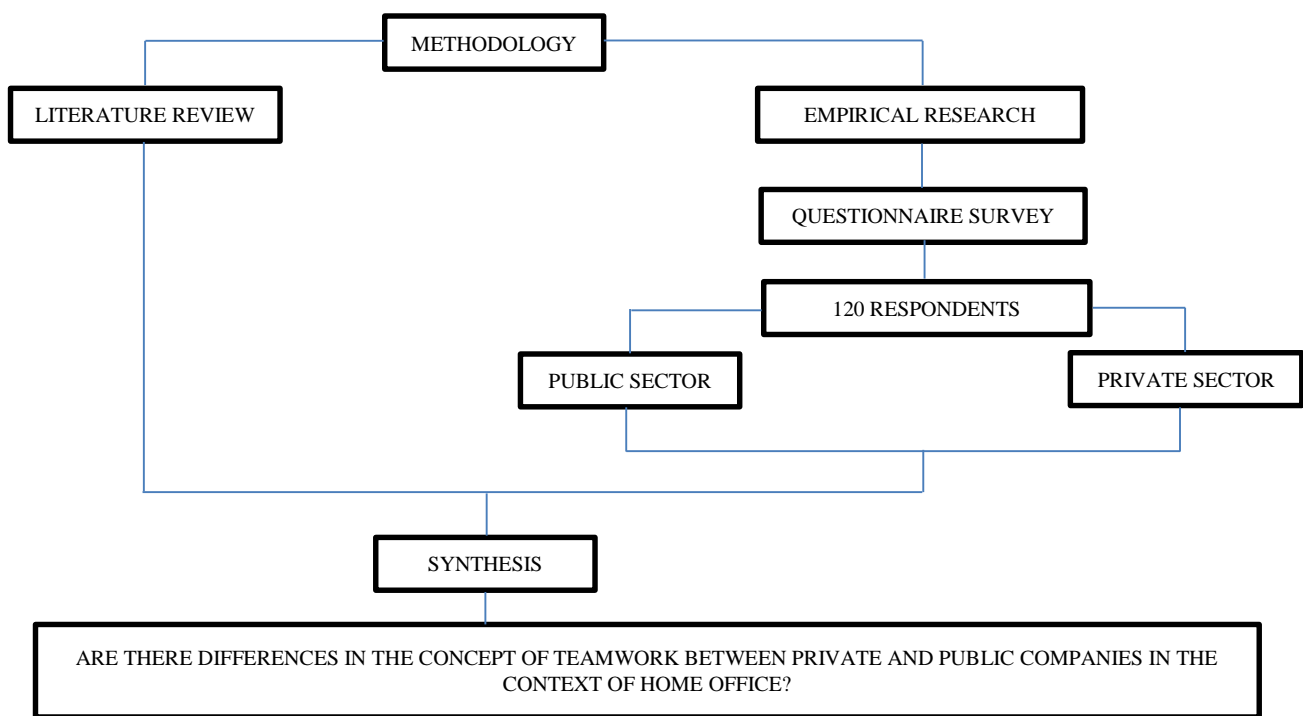 METHODOLOGY
LITERATURE REVIEW
EMPIRICAL RESEARCH
QUESTIONNAIRE SURVEY
120 RESPONDENTS
PUBLIC SECTOR
PRIVATE SECTOR
SYNTHESIS
ARE THERE DIFFERENCES IN THE CONCEPT OF TEAMWORK BETWEEN PRIVATE AND PUBLIC COMPANIES IN THE
CONTEXT OF HOME OFFICE?